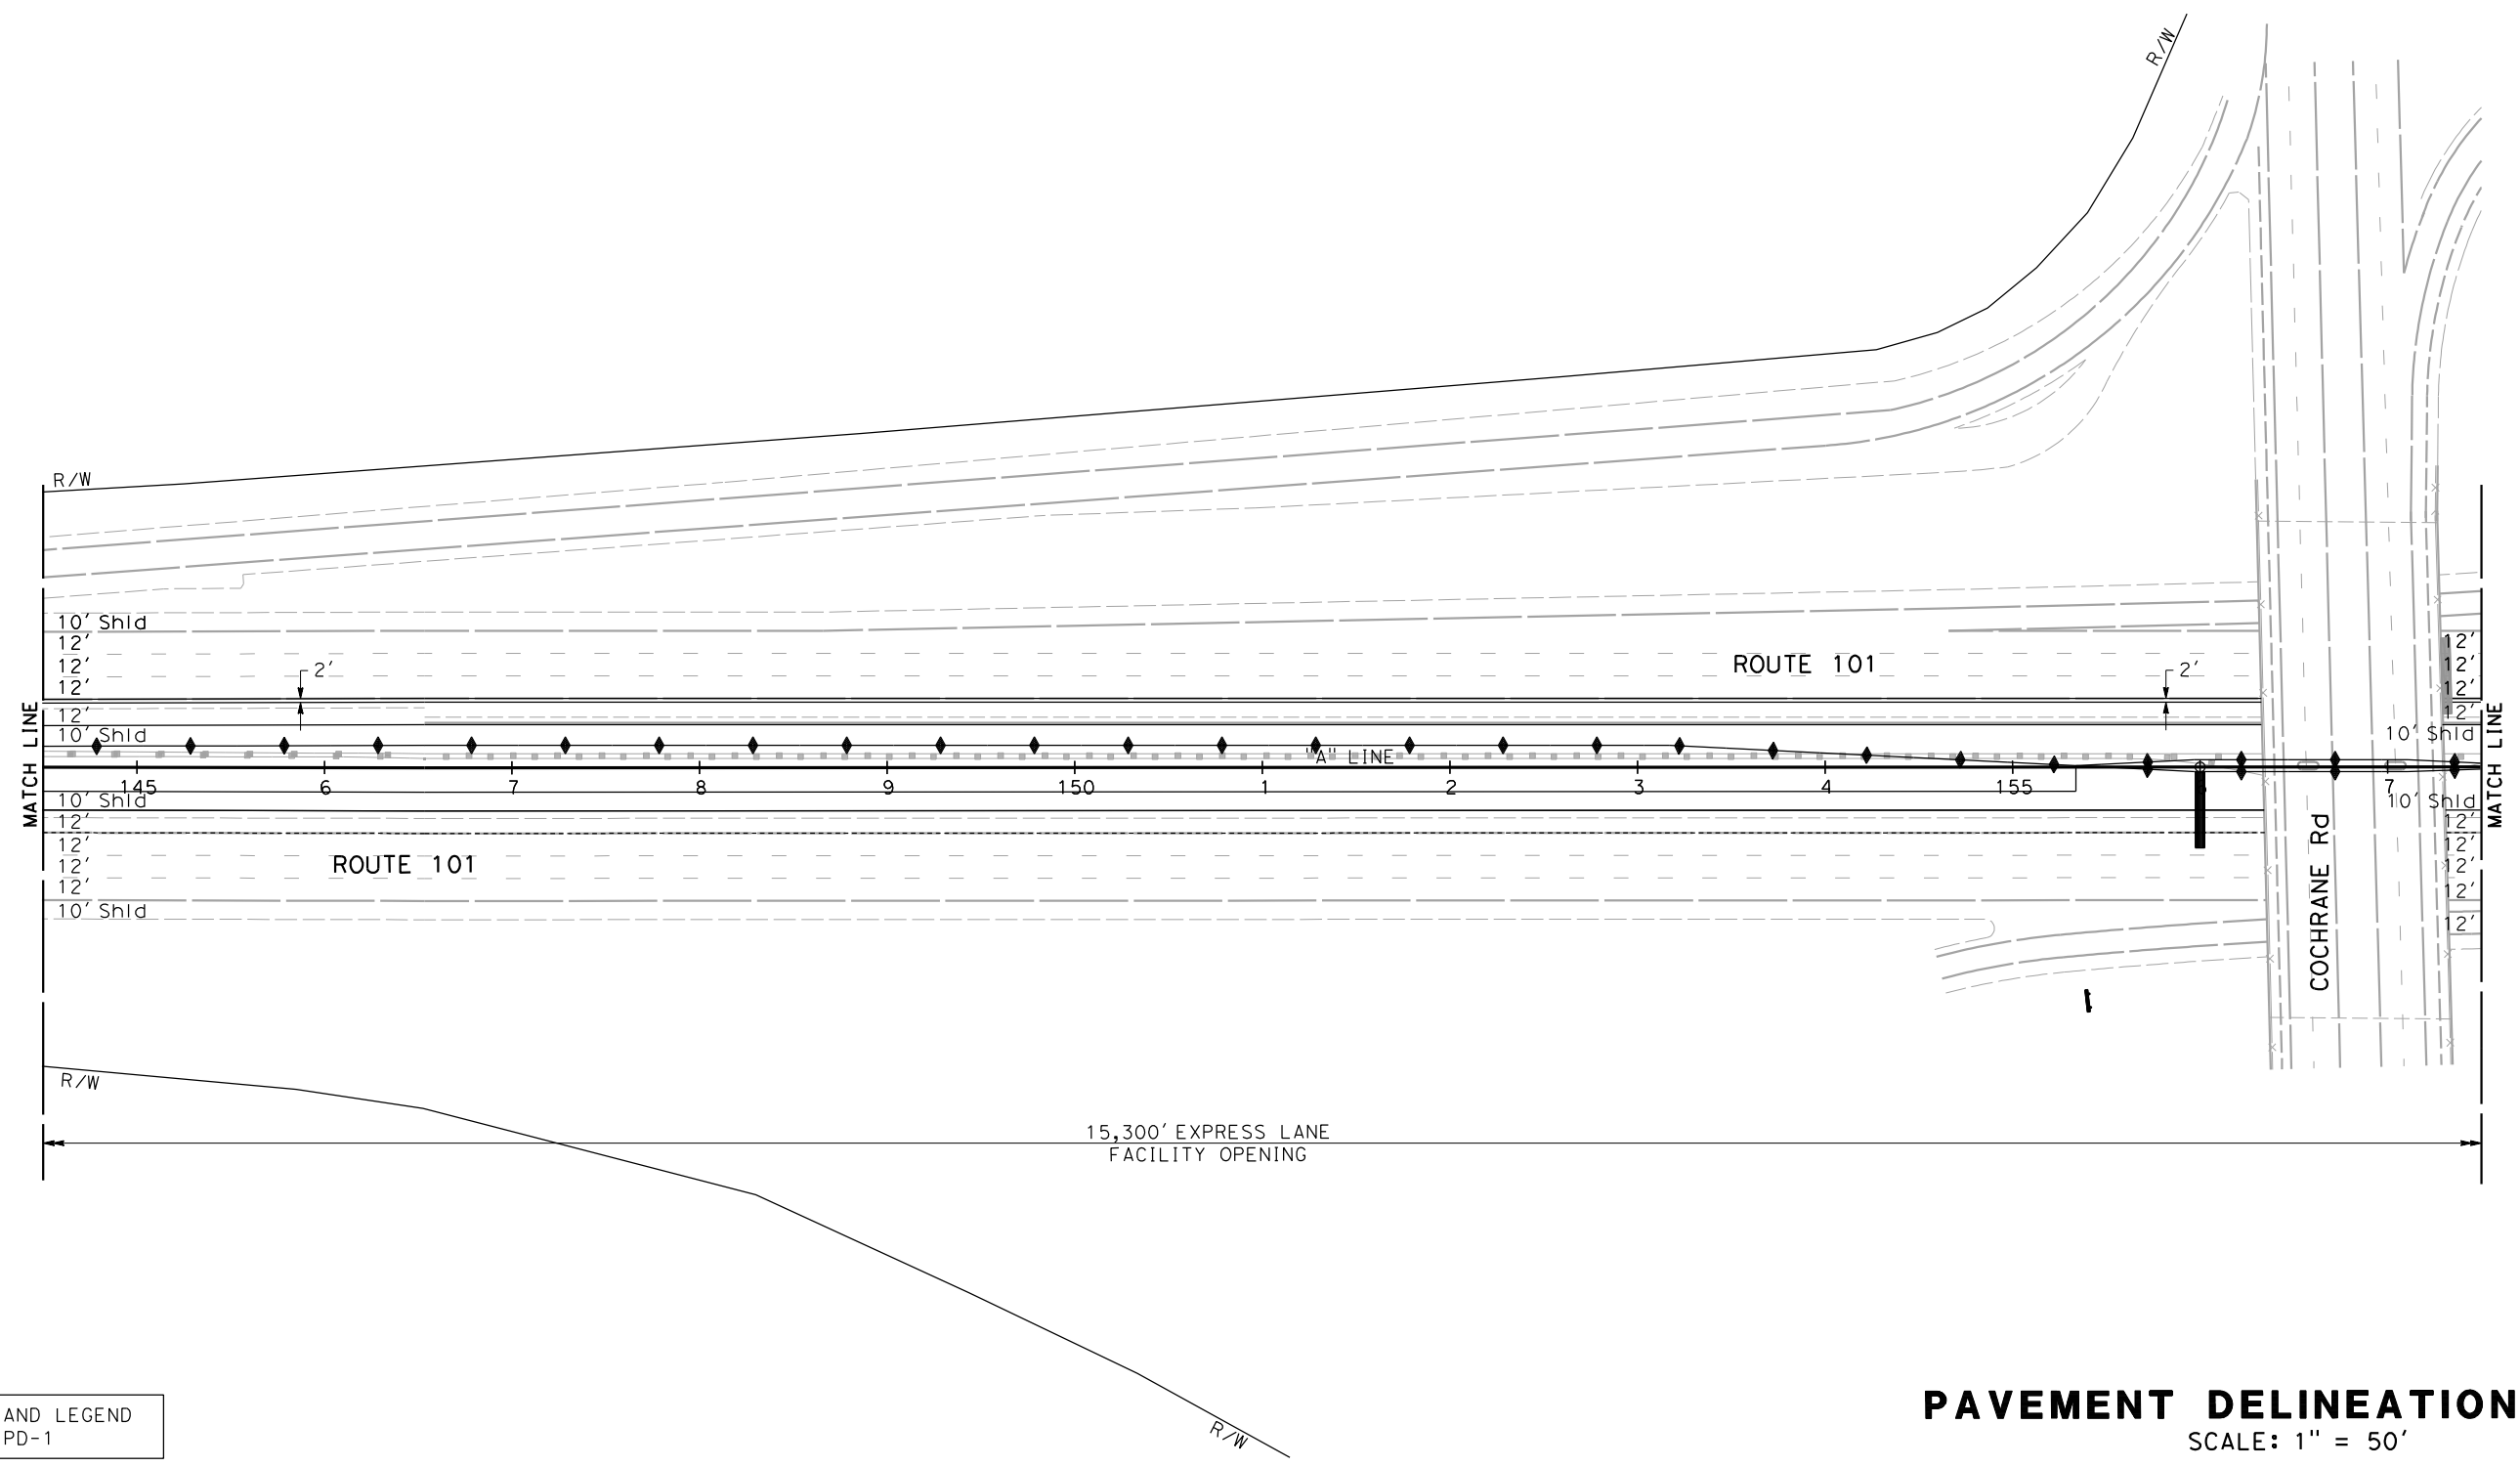 R/W
R/W
10' Shld
12'
12'
12'
2'
ROUTE 101
2'
12'
12'
12'
12'
12'
10' Shld
10' Shld
"A" LINE
MATCH LINE
MATCH LINE
145 6 7 8 9 150 1 2 3 4 155 7
10' Shld
10' Shld
12'
12'
12'
12'
12'
12'
12'
12'
12'
ROUTE 101
10' Shld
COCHRANE Rd
R/W
15,300' EXPRESS LANE
FACILITY OPENING
R/W
AND LEGEND
PD-1
PAVEMENT DELINEATION
SCALE: 1" = 50'